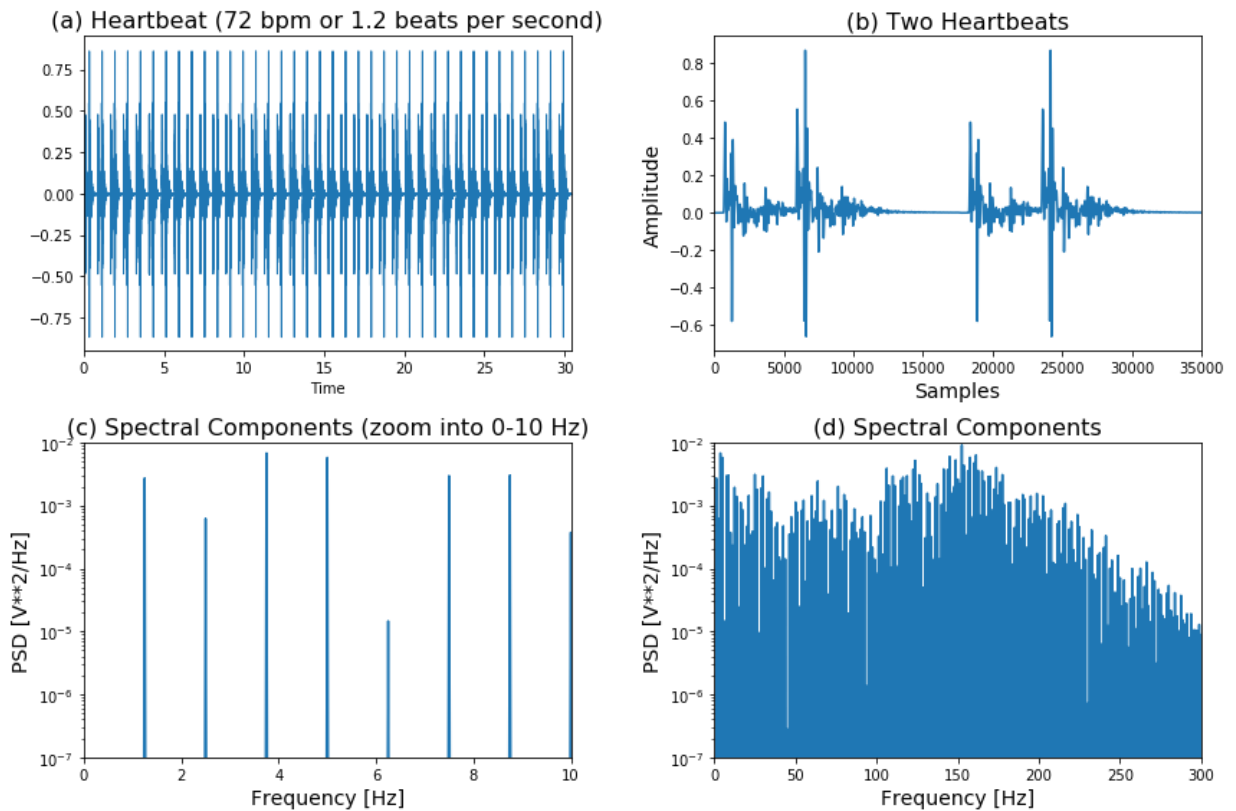 (a) Heartbeat (72 bpm or 1.2 beats per second)
0.75
0.50
0.25
0.00
−0.25
−0.50
−0.75
0 5 10 15 20 25 30
Time
(b) Two Heartbeats
Amplitude
0.8
0.6
0.4
0.2
0.0
−0.2
−0.4
−0.6
0 5000 10000 15000 20000 25000 30000 35000
Samples
(c) Spectral Components (zoom into 0-10 Hz)
PSD [V**2/Hz]
10⁻²
10⁻³
10⁻⁴
10⁻⁵
10⁻⁶
10⁻⁷
0 2 4 6 8 10
Frequency [Hz]
(d) Spectral Components
PSD [V**2/Hz]
10⁻²
10⁻³
10⁻⁴
10⁻⁵
10⁻⁶
10⁻⁷
0 50 100 150 200 250 300
Frequency [Hz]